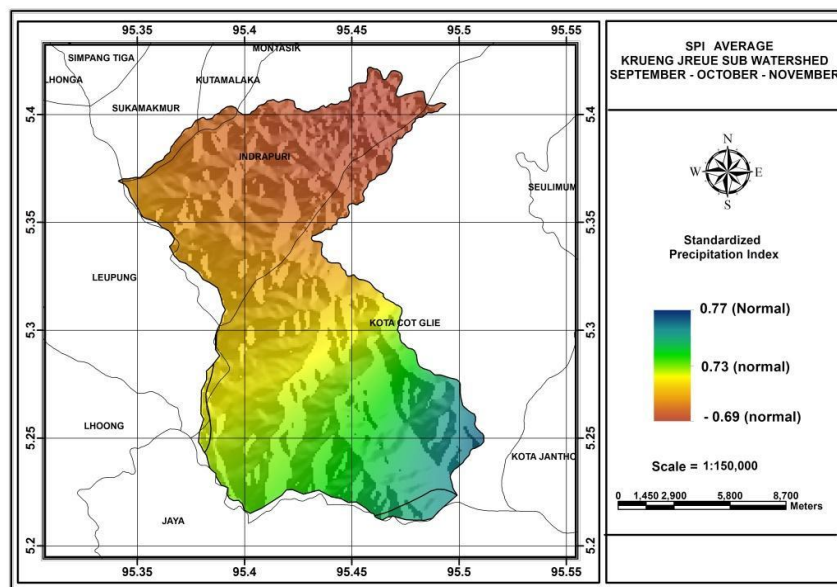 95.35 95.4 95.45 95.5 95.55
MONTASIK
SIMPANG TIGA
LHONGA
KUTAMALAKA
SUKAMAKMUR
INDRAPURI
SEULIMUM
LEUPUNG
KOTA COT GLIE
LHOONG
KOTA JANTHO
JAYA
5.4 5.4
5.35 5.35
5.3 5.3
5.25 5.25
5.2 5.2
95.35 95.4 95.45 95.5 95.55
SPI AVERAGE
KRUENG JREUE SUB WATERSHED
SEPTEMBER - OCTOBER - NOVEMBER
N
W E
S
Standardized
Precipitation Index
0.77 (Normal)
0.73 (normal)
- 0.69 (normal)
Scale = 1:150,000
0 1,450 2,900 5,800 8,700
Meters